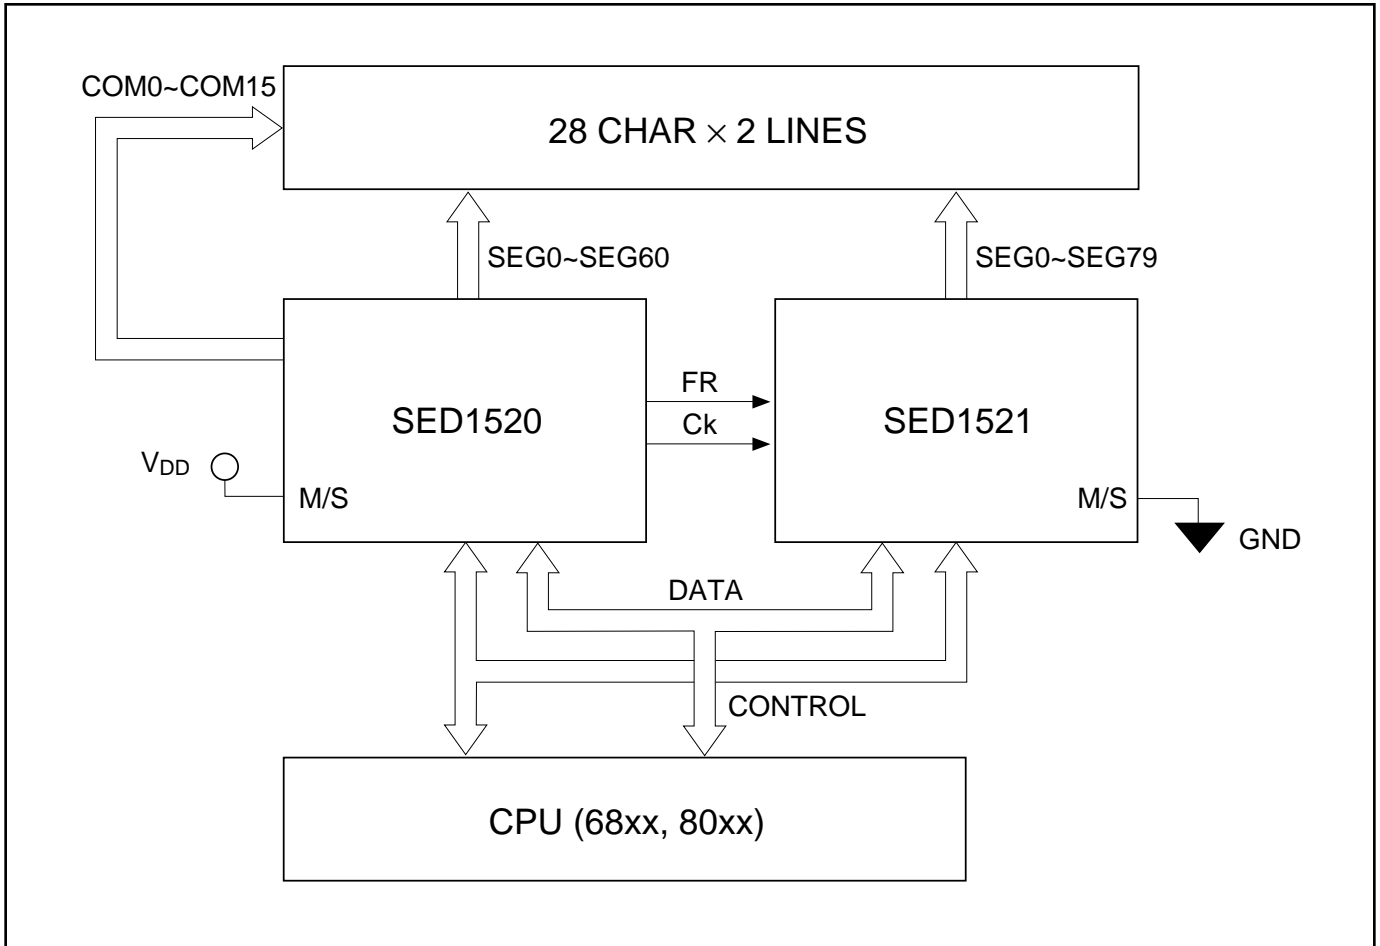 COM0~COM15
28 CHAR × 2 LINES
SEG0~SEG60
SEG0~SEG79
FR
SED1520
SED1521
Ck
VDD
M/S
M/S
GND
DATA
CONTROL
CPU (68xx, 80xx)